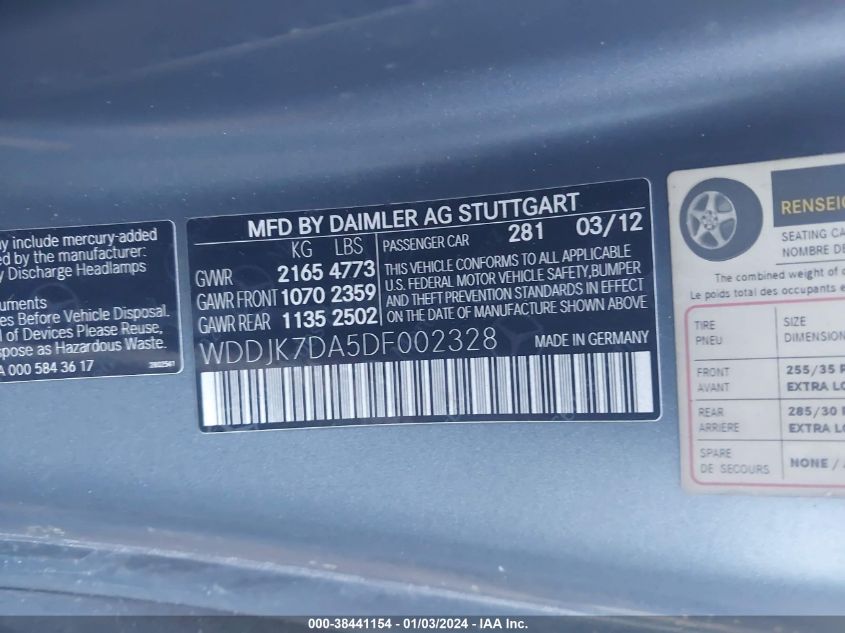 ay include mercury-added
ed by the manufacturer:
y Discharge Headlamps
uments
es Before Vehicle Disposal.
l of Devices Please Reuse,
spose as Hazardous Waste.
A 000 584 36 17
MFD BY DAIMLER AG STUTTGART
KG LBS
GVWR 2165 4773
GAWR FRONT 1070 2359
GAWR REAR 1135 2502
PASSENGER CAR 281 03/12
THIS VEHICLE CONFORMS TO ALL APPLICABLE
U.S. FEDERAL MOTOR VEHICLE SAFETY, BUMPER
AND THEFT PREVENTION STANDARDS IN EFFECT
ON THE DATE OF MANUFACTURE SHOWN ABOVE
WDDJK7DA5DF002328
MADE IN GERMANY
RENSEIG
SEATING CA
NOMBRE DE
The combined weight of o
Le poids total des occupants e
TIRE SIZE
PNEU DIMENSION
FRONT 255/35 R
AVANT EXTRA LO
REAR 285/30 R
ARRIERE EXTRA LO
SPARE
DE SECOURS NONE /
000-38441154 - 01/03/2024 - IAA Inc.